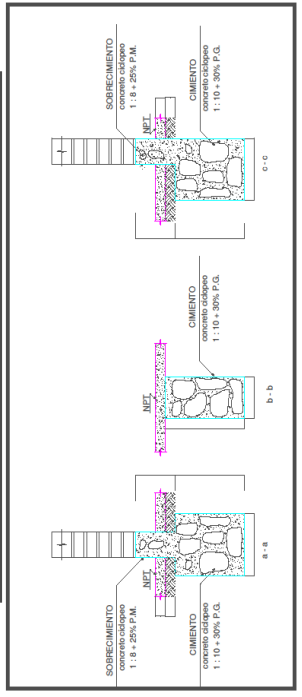 SOBRECIMIENTO
concreto ciclopeo
1 : 8 + 25% P.M.
NPT
CIMIENTO
concreto ciclopeo
1 : 10 + 30% P.G.
a - a
NPT
CIMIENTO
concreto ciclopeo
1 : 10 + 30% P.G.
b - b
SOBRECIMIENTO
concreto ciclopeo
1 : 8 + 25% P.M.
NPT
CIMIENTO
concreto ciclopeo
1 : 10 + 30% P.G.
c - c